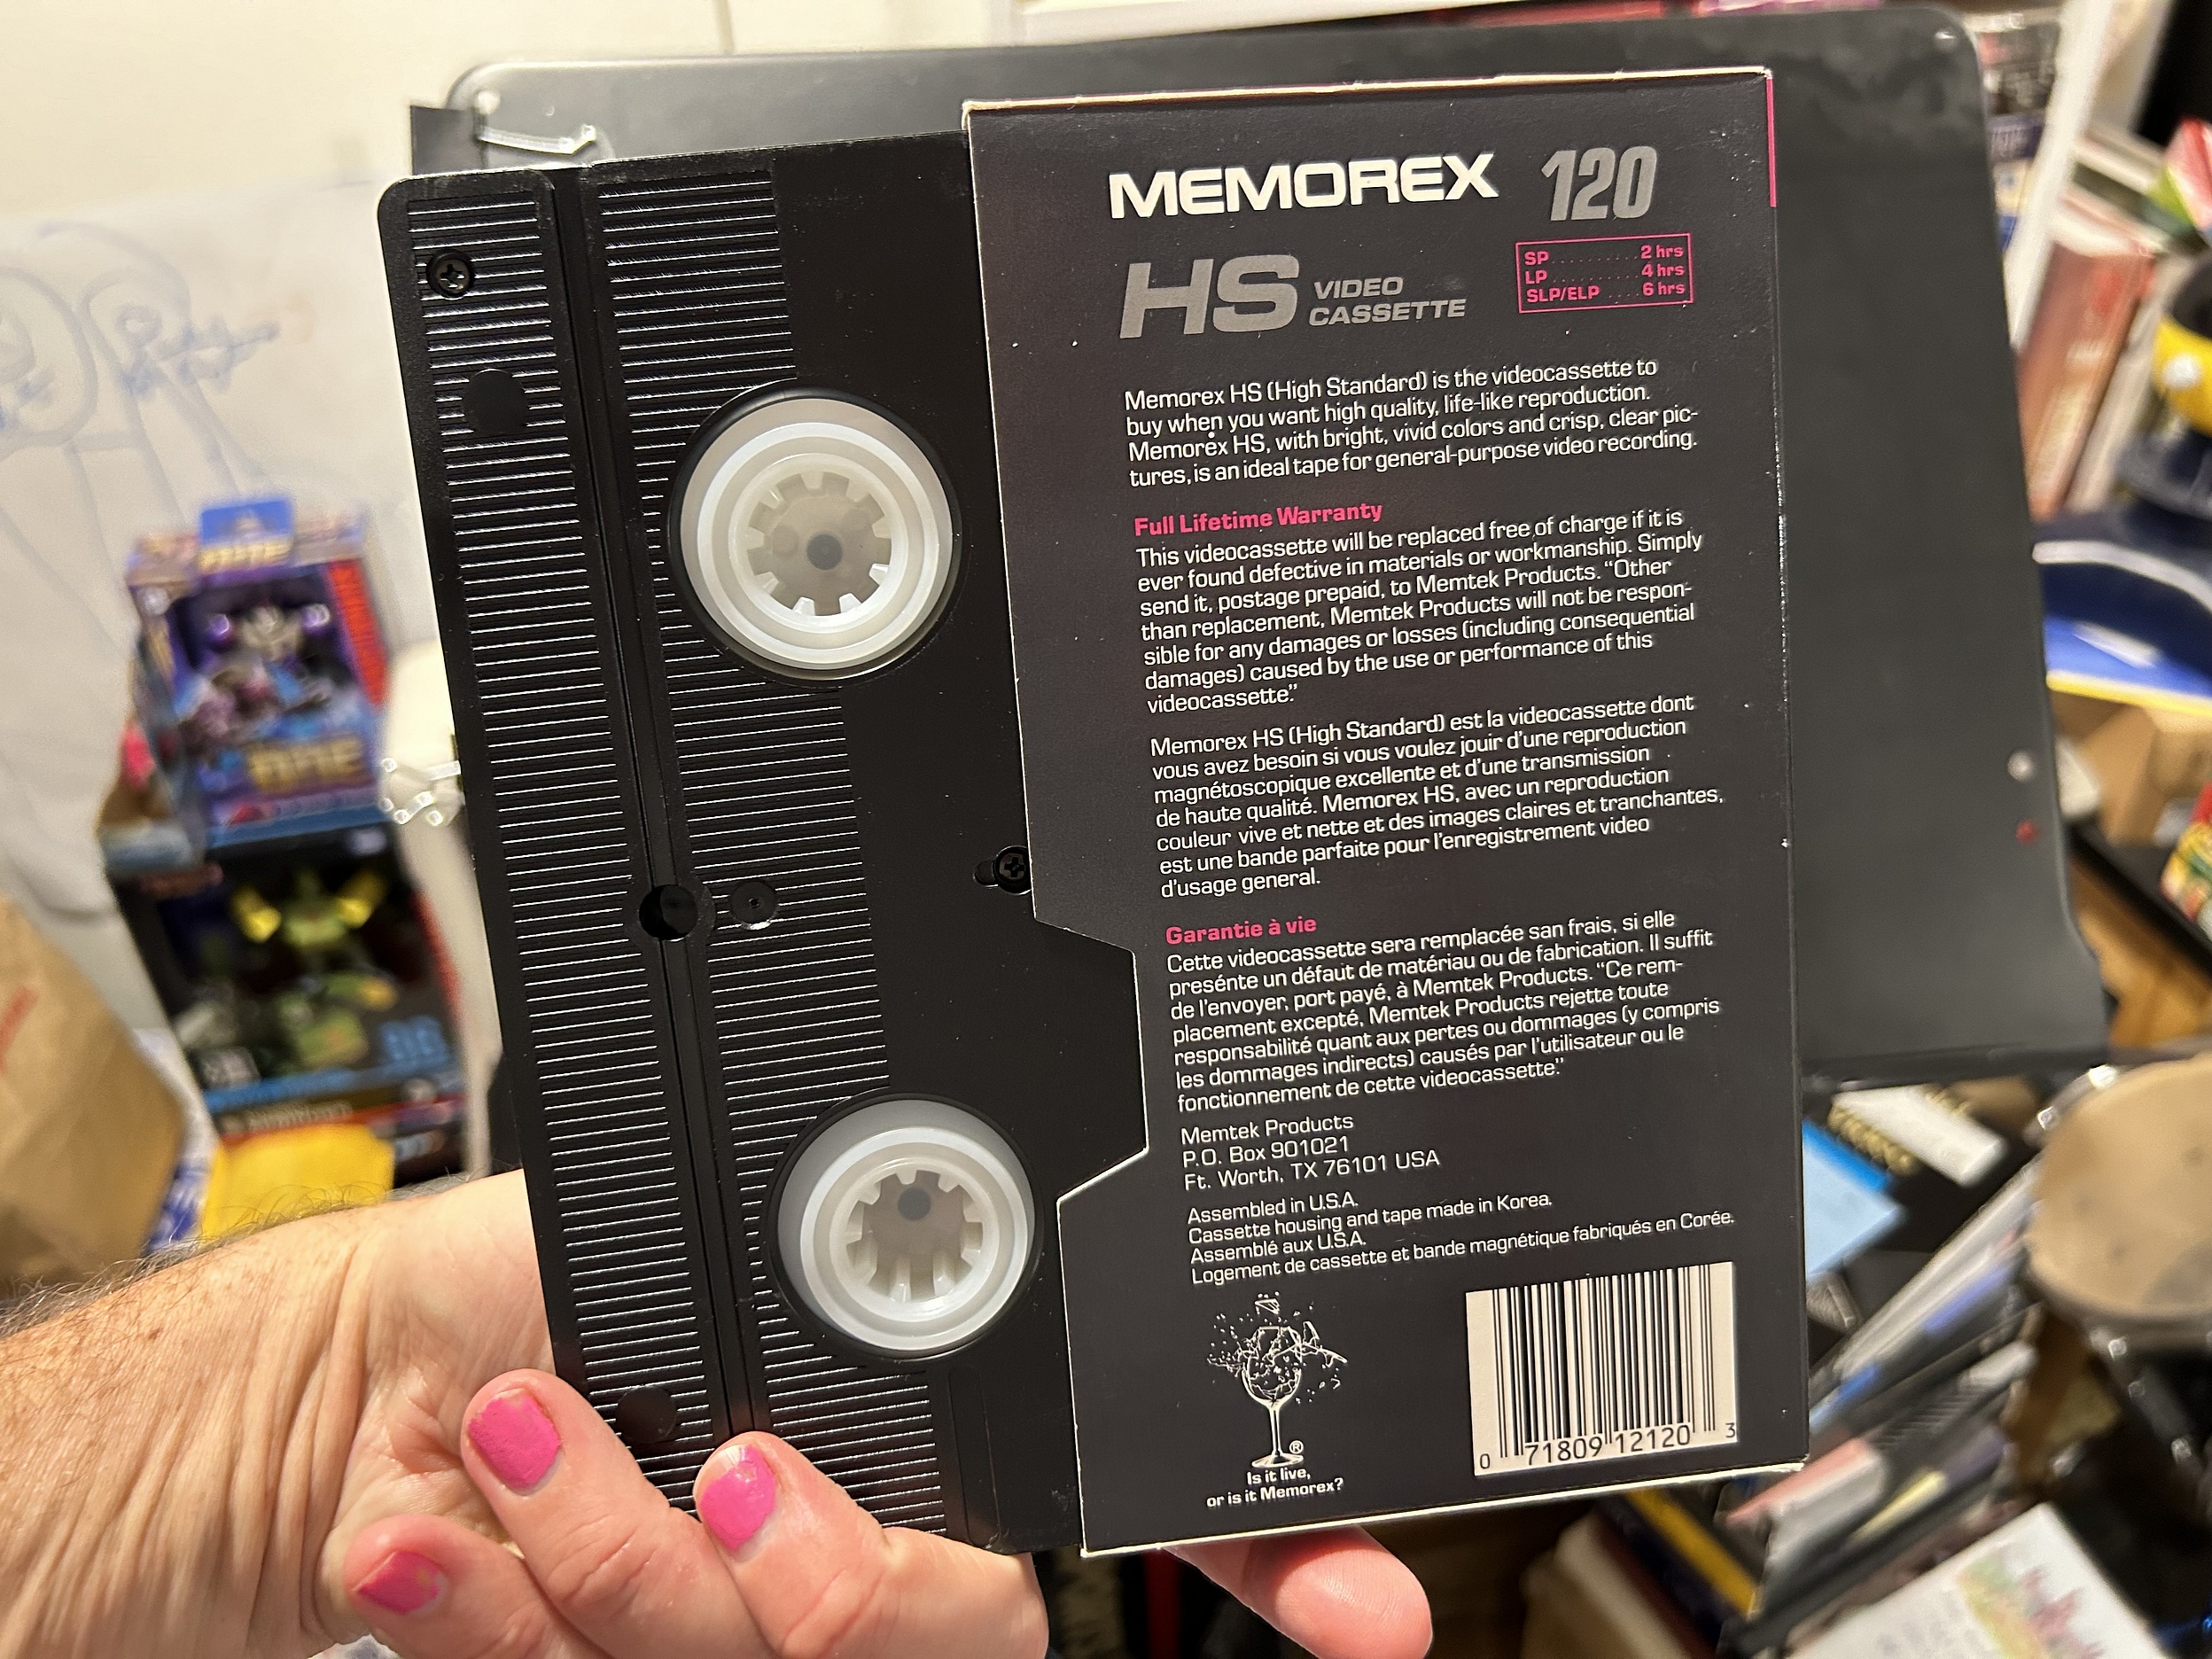 MEMOREX 120
HS VIDEO
CASSETTE
SP.......... 2 hrs
LP.......... 4 hrs
SLP/ELP .... 6 hrs
Memorex HS (High Standard) is the videocassette to
buy when you want high quality, life-like reproduction.
Memorex HS, with bright, vivid colors and crisp, clear pic-
tures, is an ideal tape for general-purpose video recording.
Full Lifetime Warranty
This videocassette will be replaced free of charge if it is
ever found defective in materials or workmanship. Simply
send it, postage prepaid, to Memtek Products. “Other
than replacement, Memtek Products will not be respon-
sible for any damages or losses (including consequential
damages) caused by the use or performance of this
videocassette.”
Memorex HS (High Standard) est la videocassette dont
vous avez besoin si vous voulez jouir d'une reproduction
magnétoscopique excellente et d'une transmission
de haute qualité. Memorex HS, avec un reproduction
couleur vive et nette et des images claires et tranchantes,
est une bande parfaite pour l'enregistrement video
d'usage general.
Garantie à vie
Cette videocassette sera remplacée san frais, si elle
présénte un défaut de matériau ou de fabrication. Il suffit
de l'envoyer, port payé, à Memtek Products. “Ce rem-
placement excepté, Memtek Products rejette toute
responsabilité quant aux pertes ou dommages (y compris
les dommages indirects) causés par l'utilisateur ou le
fonctionnement de cette videocassette.”
Memtek Products
P.O. Box 901021
Ft. Worth, TX 76101 USA
Assembled in U.S.A.
Cassette housing and tape made in Korea.
Assemblé aux U.S.A.
Logement de cassette et bande magnétique fabriqués en Corée.
®
Is it live,
or is it Memorex?
0 71809 12120 3
ONE
86